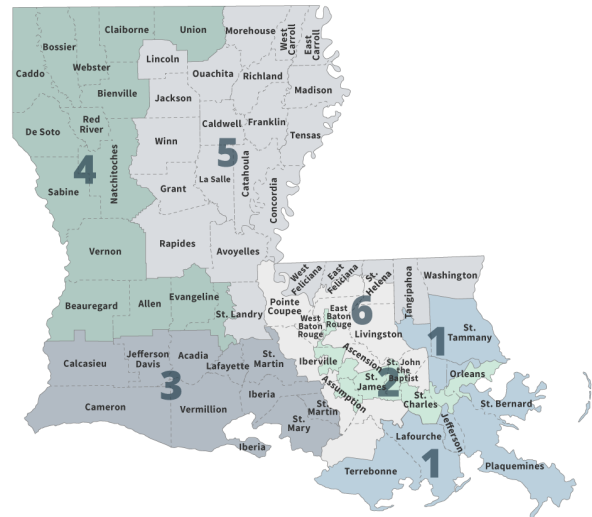 Claiborne
Union
Morehouse
West
Carroll
East
Carroll
Bossier
Webster
Lincoln
Caddo
Ouachita
Richland
Madison
Bienville
Jackson
Red
River
Caldwell
Franklin
De Soto
Tensas
Winn
5
4
Natchitoches
La Salle
Catahoula
Concordia
Sabine
Grant
Vernon
Rapides
Avoyelles
West
Feliciana
East
Feliciana
St.
Helena
Tangipahoa
Washington
Beauregard
Allen
Evangeline
St. Landry
Pointe
Coupee
West
Baton
Rouge
East
Baton
Rouge
6
Livingston
1
St.
Tammany
Calcasieu
Jefferson
Davis
Acadia
Lafayette
St.
Martin
Iberville
Ascension
St. John
the
Baptist
Orleans
3
St.
James
2
Assumption
St.
Charles
St. Bernard
Cameron
Vermillion
Iberia
St.
Martin
St.
Mary
Iberia
Lafourche
Jefferson
1
Terrebonne
Plaquemines